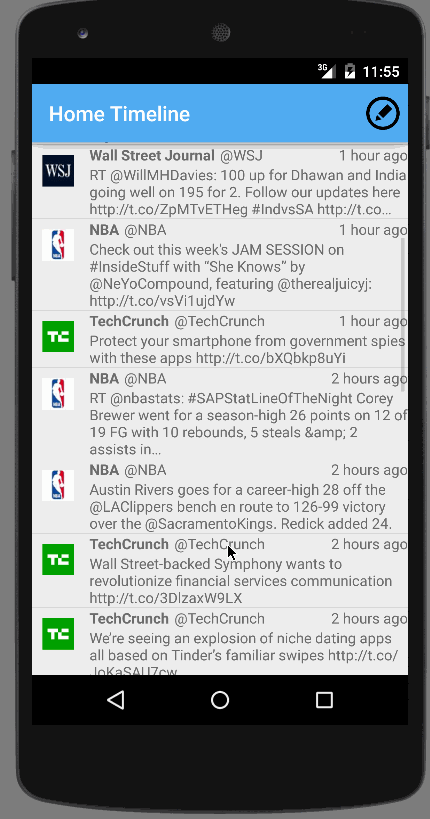 3G 11:55
Home Timeline
Wall Street Journal @WSJ 1 hour ago
WSJ
RT @WillMHDavies: 100 up for Dhawan and India
going well on 195 for 2. Follow our updates here
http://t.co/ZpMTvETHeg #IndvsSA http://t.co...
NBA @NBA 1 hour ago
Check out this week's JAM SESSION on
#InsideStuff with “She Knows” by
@NeYoCompound, featuring @therealjuicyj:
http://t.co/vsVi1ujdYw
TechCrunch @TechCrunch 1 hour ago
TC
Protect your smartphone from government spies
with these apps http://t.co/bXQbkp8uYi
NBA @NBA 2 hours ago
RT @nbastats: #SAPStatLineOfTheNight Corey
Brewer went for a season-high 26 points on 12 of
19 FG with 10 rebounds, 5 steals &amp; 2
assists in...
NBA @NBA 2 hours ago
Austin Rivers goes for a career-high 28 off the
@LAClippers bench en route to 126-99 victory
over the @SacramentoKings. Redick added 24.
TechCrunch @TechCrunch 2 hours ago
TC
Wall Street-backed Symphony wants to
revolutionize financial services communication
http://t.co/3DlzaxW9LX
TechCrunch @TechCrunch 2 hours ago
TC
We’re seeing an explosion of niche dating apps
all based on Tinder’s familiar swipes http://t.co/
JoKaSAU7cw